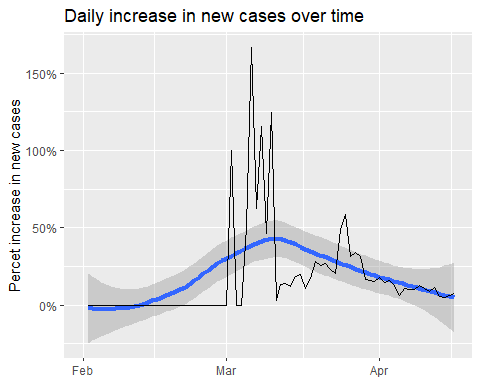 Daily increase in new cases over time
Percet increase in new cases
150%
100%
50%
0%
Feb
Mar
Apr